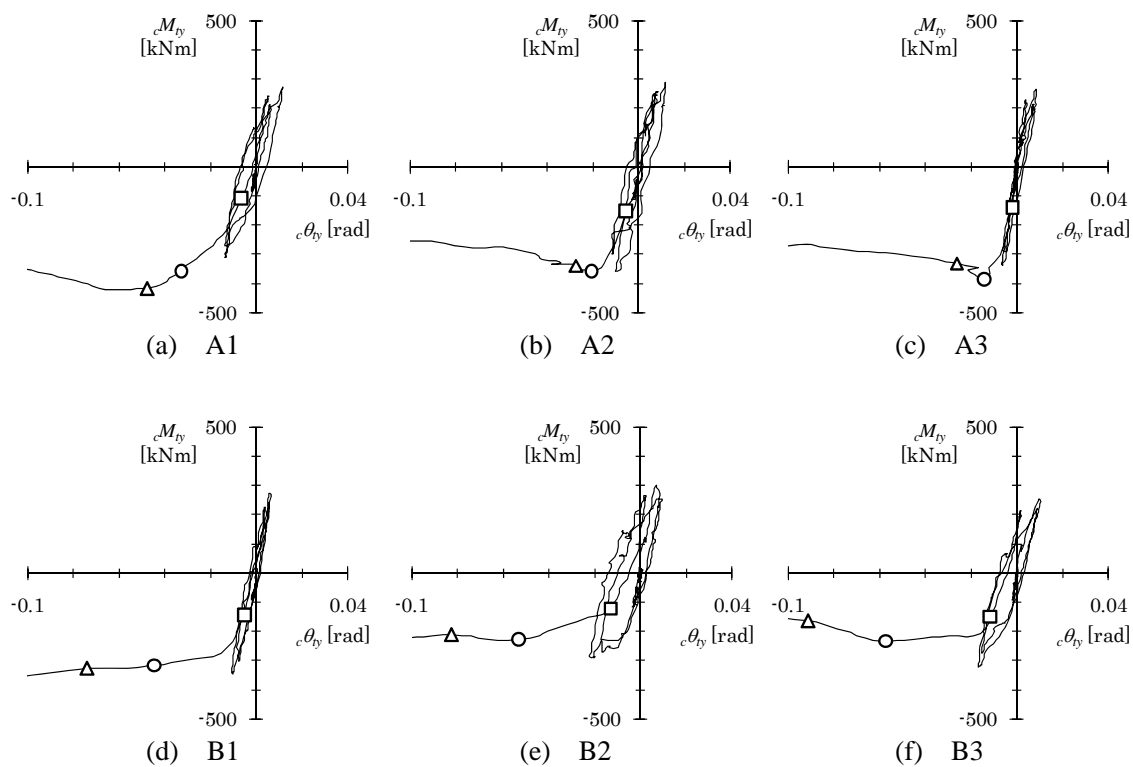 cMty 500 cMty 500 cMty 500
[kNm] [kNm] [kNm]
-0.1 0.04 -0.1 0.04 -0.1 0.04
cθty [rad] cθty [rad] cθty [rad]
-500 -500 -500
(a) A1 (b) A2 (c) A3
cMty 500 cMty 500 cMty 500
[kNm] [kNm] [kNm]
-0.1 0.04 -0.1 0.04 -0.1 0.04
cθty [rad] cθty [rad] cθty [rad]
-500 -500 -500
(d) B1 (e) B2 (f) B3